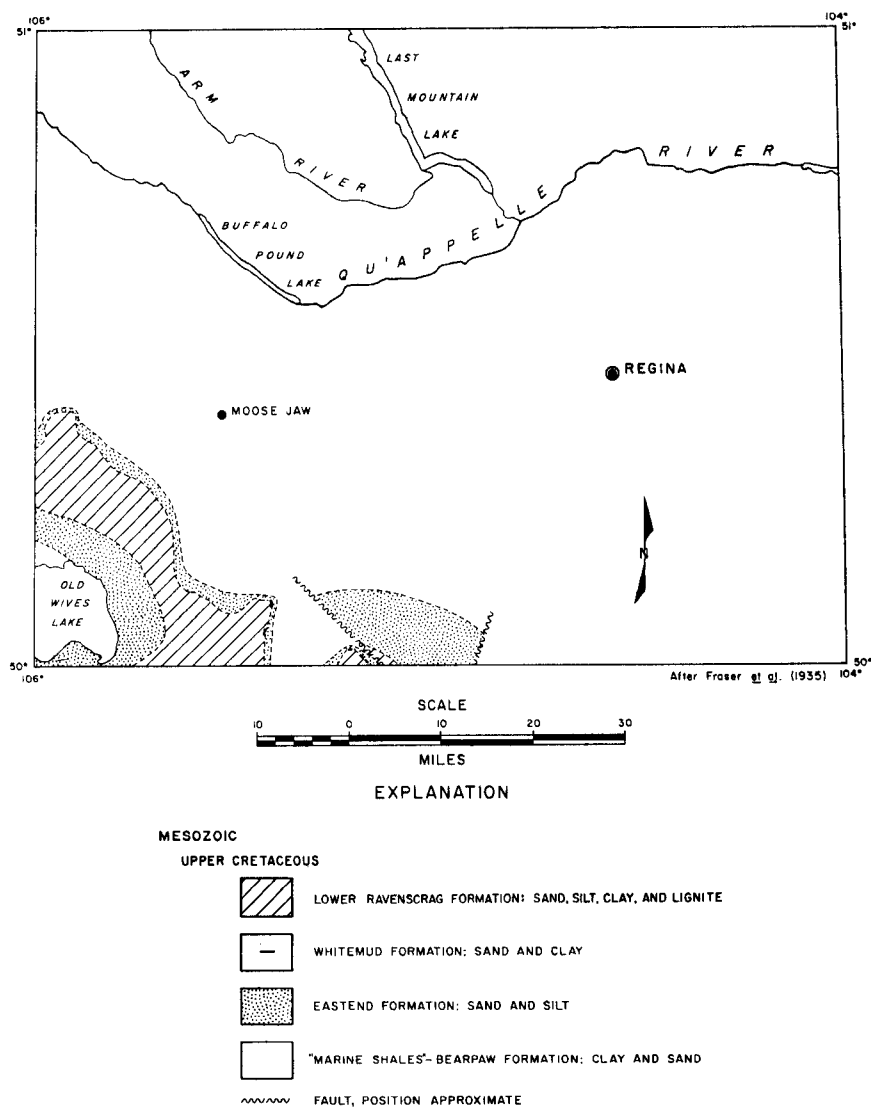 106°
104°
51°
51°
LAST
MOUNTAIN
LAKE
ARM
RIVER
RIVER
BUFFALO
POUND
LAKE
QU'APPELLE
REGINA
MOOSE JAW
N
OLD
WIVES
LAKE
50°
50°
106°
After Fraser et al. (1935)
104°
SCALE
10 0 10 20 30
MILES
EXPLANATION
MESOZOIC
UPPER CRETACEOUS
LOWER RAVENSCRAG FORMATION: SAND, SILT, CLAY, AND LIGNITE
WHITEMUD FORMATION: SAND AND CLAY
EASTEND FORMATION: SAND AND SILT
"MARINE SHALES"-BEARPAW FORMATION: CLAY AND SAND
FAULT, POSITION APPROXIMATE